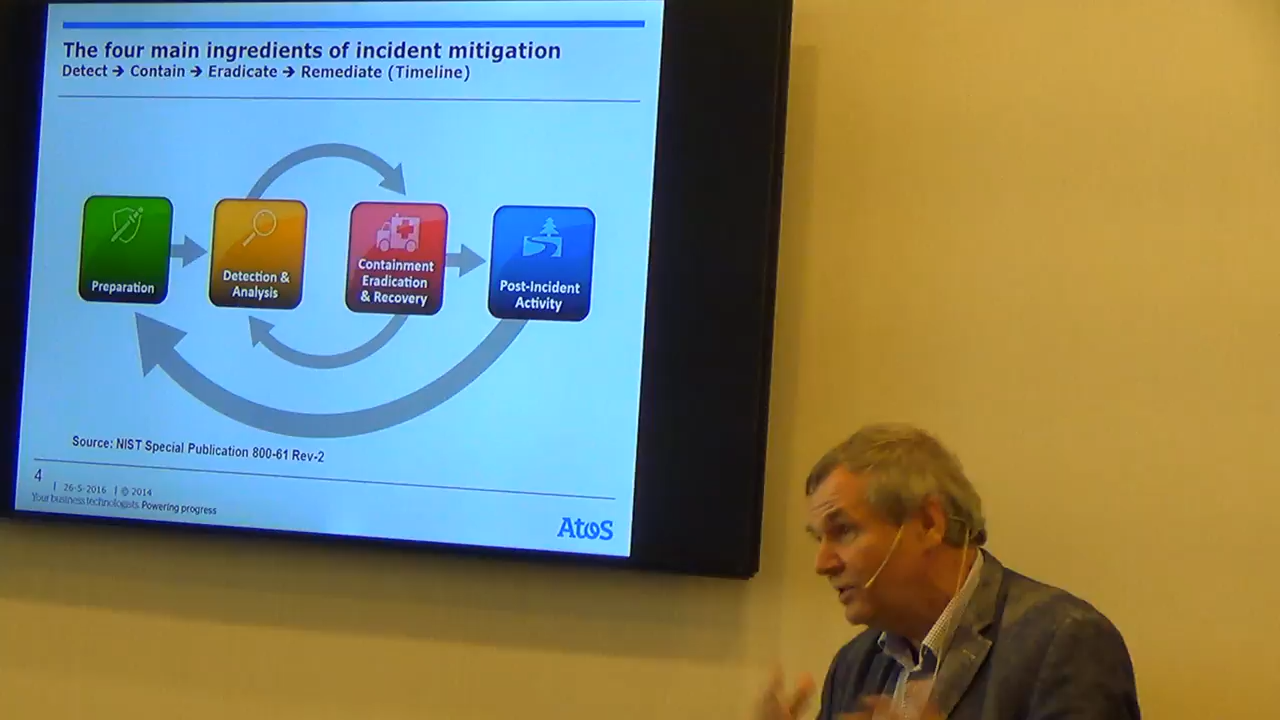 The four main ingredients of incident mitigation
Detect → Contain → Eradicate → Remediate (Timeline)
Preparation
Detection &
Analysis
Containment
Eradication
& Recovery
Post-Incident
Activity
Source: NIST Special Publication 800-61 Rev-2
4
| 26-5-2016 | © 2014
Your business technologists. Powering progress
Atos